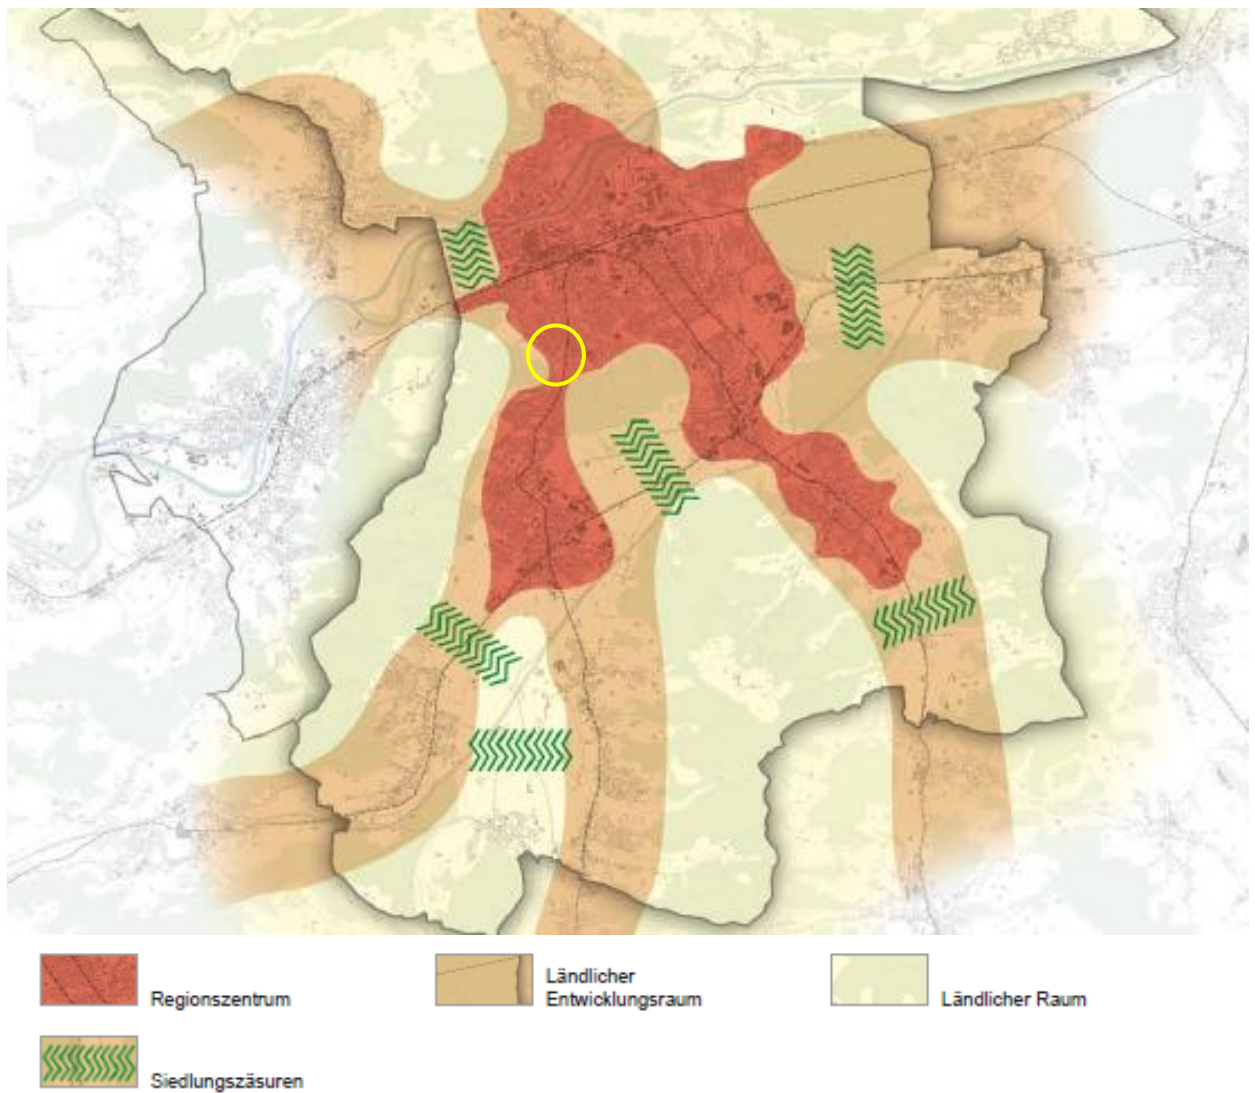 Regionszentrum
Ländlicher
Entwicklungsraum
Ländlicher Raum
Siedlungszäsuren